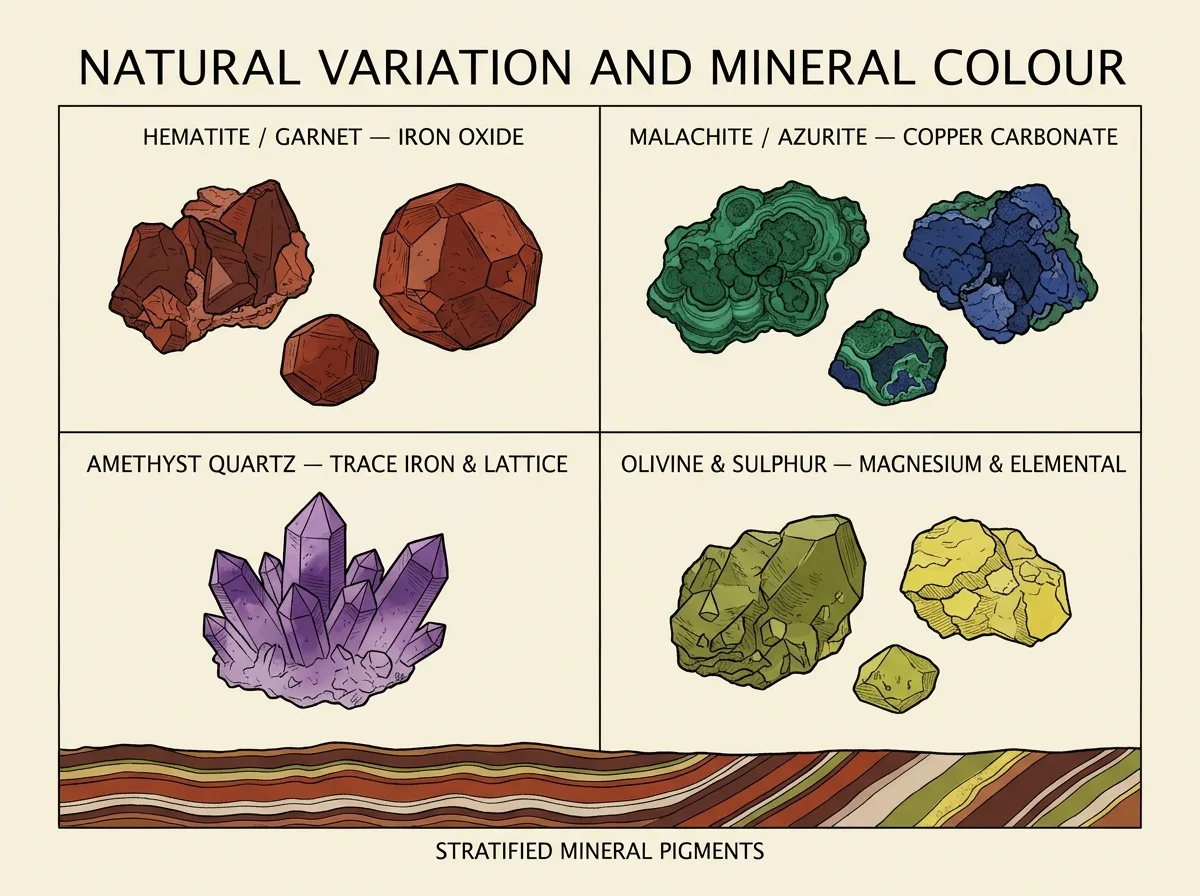 NATURAL VARIATION AND MINERAL COLOUR
HEMATITE / GARNET — IRON OXIDE
MALACHITE / AZURITE — COPPER CARBONATE
AMETHYST QUARTZ — TRACE IRON & LATTICE
OLIVINE & SULPHUR — MAGNESIUM & ELEMENTAL
STRATIFIED MINERAL PIGMENTS